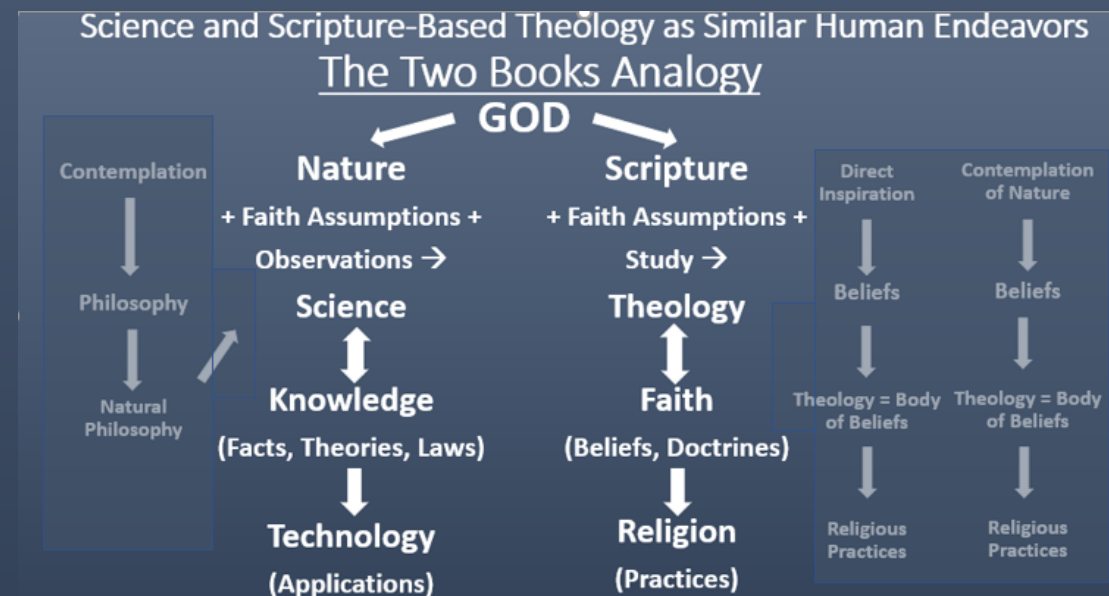 Science and Scripture-Based Theology as Similar Human Endeavors
The Two Books Analogy
GOD
Contemplation
Philosophy
Natural
Philosophy
Nature
+ Faith Assumptions +
Observations →
Science
Knowledge
(Facts, Theories, Laws)
Technology
(Applications)
Scripture
+ Faith Assumptions +
Study →
Theology
Faith
(Beliefs, Doctrines)
Religion
(Practices)
Direct
Inspiration
Beliefs
Theology = Body
of Beliefs
Religious
Practices
Contemplation
of Nature
Beliefs
Theology = Body
of Beliefs
Religious
Practices